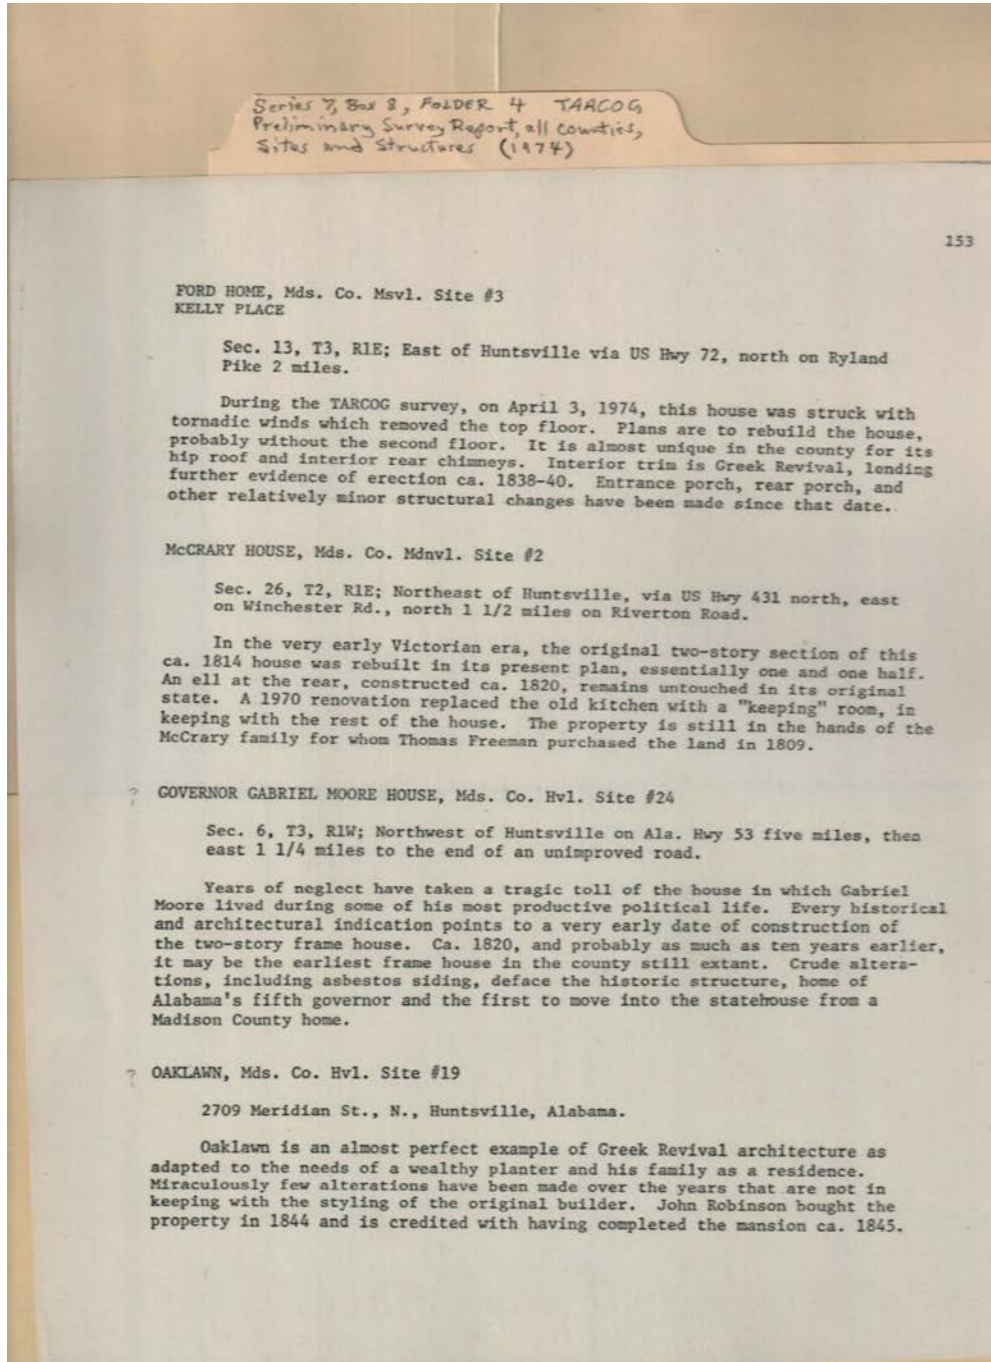 Series 7, Box 8, FOLDER 4 TARCOG
Preliminary Survey Report, all counties,
Sites and Structures (1974)
153
FORD HOME, Mds. Co. Msvl. Site #3
KELLY PLACE
Sec. 13, T3, R1E; East of Huntsville via US Hwy 72, north on Ryland
Pike 2 miles.
During the TARCOG survey, on April 3, 1974, this house was struck with
tornadic winds which removed the top floor. Plans are to rebuild the house,
probably without the second floor. It is almost unique in the county for its
hip roof and interior rear chimneys. Interior trim is Greek Revival, lending
further evidence of erection ca. 1838-40. Entrance porch, rear porch, and
other relatively minor structural changes have been made since that date.
McCRARY HOUSE, Mds. Co. Mdnvl. Site #2
Sec. 26, T2, R1E; Northeast of Huntsville, via US Hwy 431 north, east
on Winchester Rd., north 1 1/2 miles on Riverton Road.
In the very early Victorian era, the original two-story section of this
ca. 1814 house was rebuilt in its present plan, essentially one and one half.
An ell at the rear, constructed ca. 1820, remains untouched in its original
state. A 1970 renovation replaced the old kitchen with a "keeping" room, in
keeping with the rest of the house. The property is still in the hands of the
McCrary family for whom Thomas Freeman purchased the land in 1809.
? GOVERNOR GABRIEL MOORE HOUSE, Mds. Co. Hvl. Site #24
Sec. 6, T3, R1W; Northwest of Huntsville on Ala. Hwy 53 five miles, then
east 1 1/4 miles to the end of an unimproved road.
Years of neglect have taken a tragic toll of the house in which Gabriel
Moore lived during some of his most productive political life. Every historical
and architectural indication points to a very early date of construction of
the two-story frame house. Ca. 1820, and probably as much as ten years earlier,
it may be the earliest frame house in the county still extant. Crude altera-
tions, including asbestos siding, deface the historic structure, home of
Alabama's fifth governor and the first to move into the statehouse from a
Madison County home.
? OAKLAWN, Mds. Co. Hvl. Site #19
2709 Meridian St., N., Huntsville, Alabama.
Oaklawn is an almost perfect example of Greek Revival architecture as
adapted to the needs of a wealthy planter and his family as a residence.
Miraculously few alterations have been made over the years that are not in
keeping with the styling of the original builder. John Robinson bought the
property in 1844 and is credited with having completed the mansion ca. 1845.